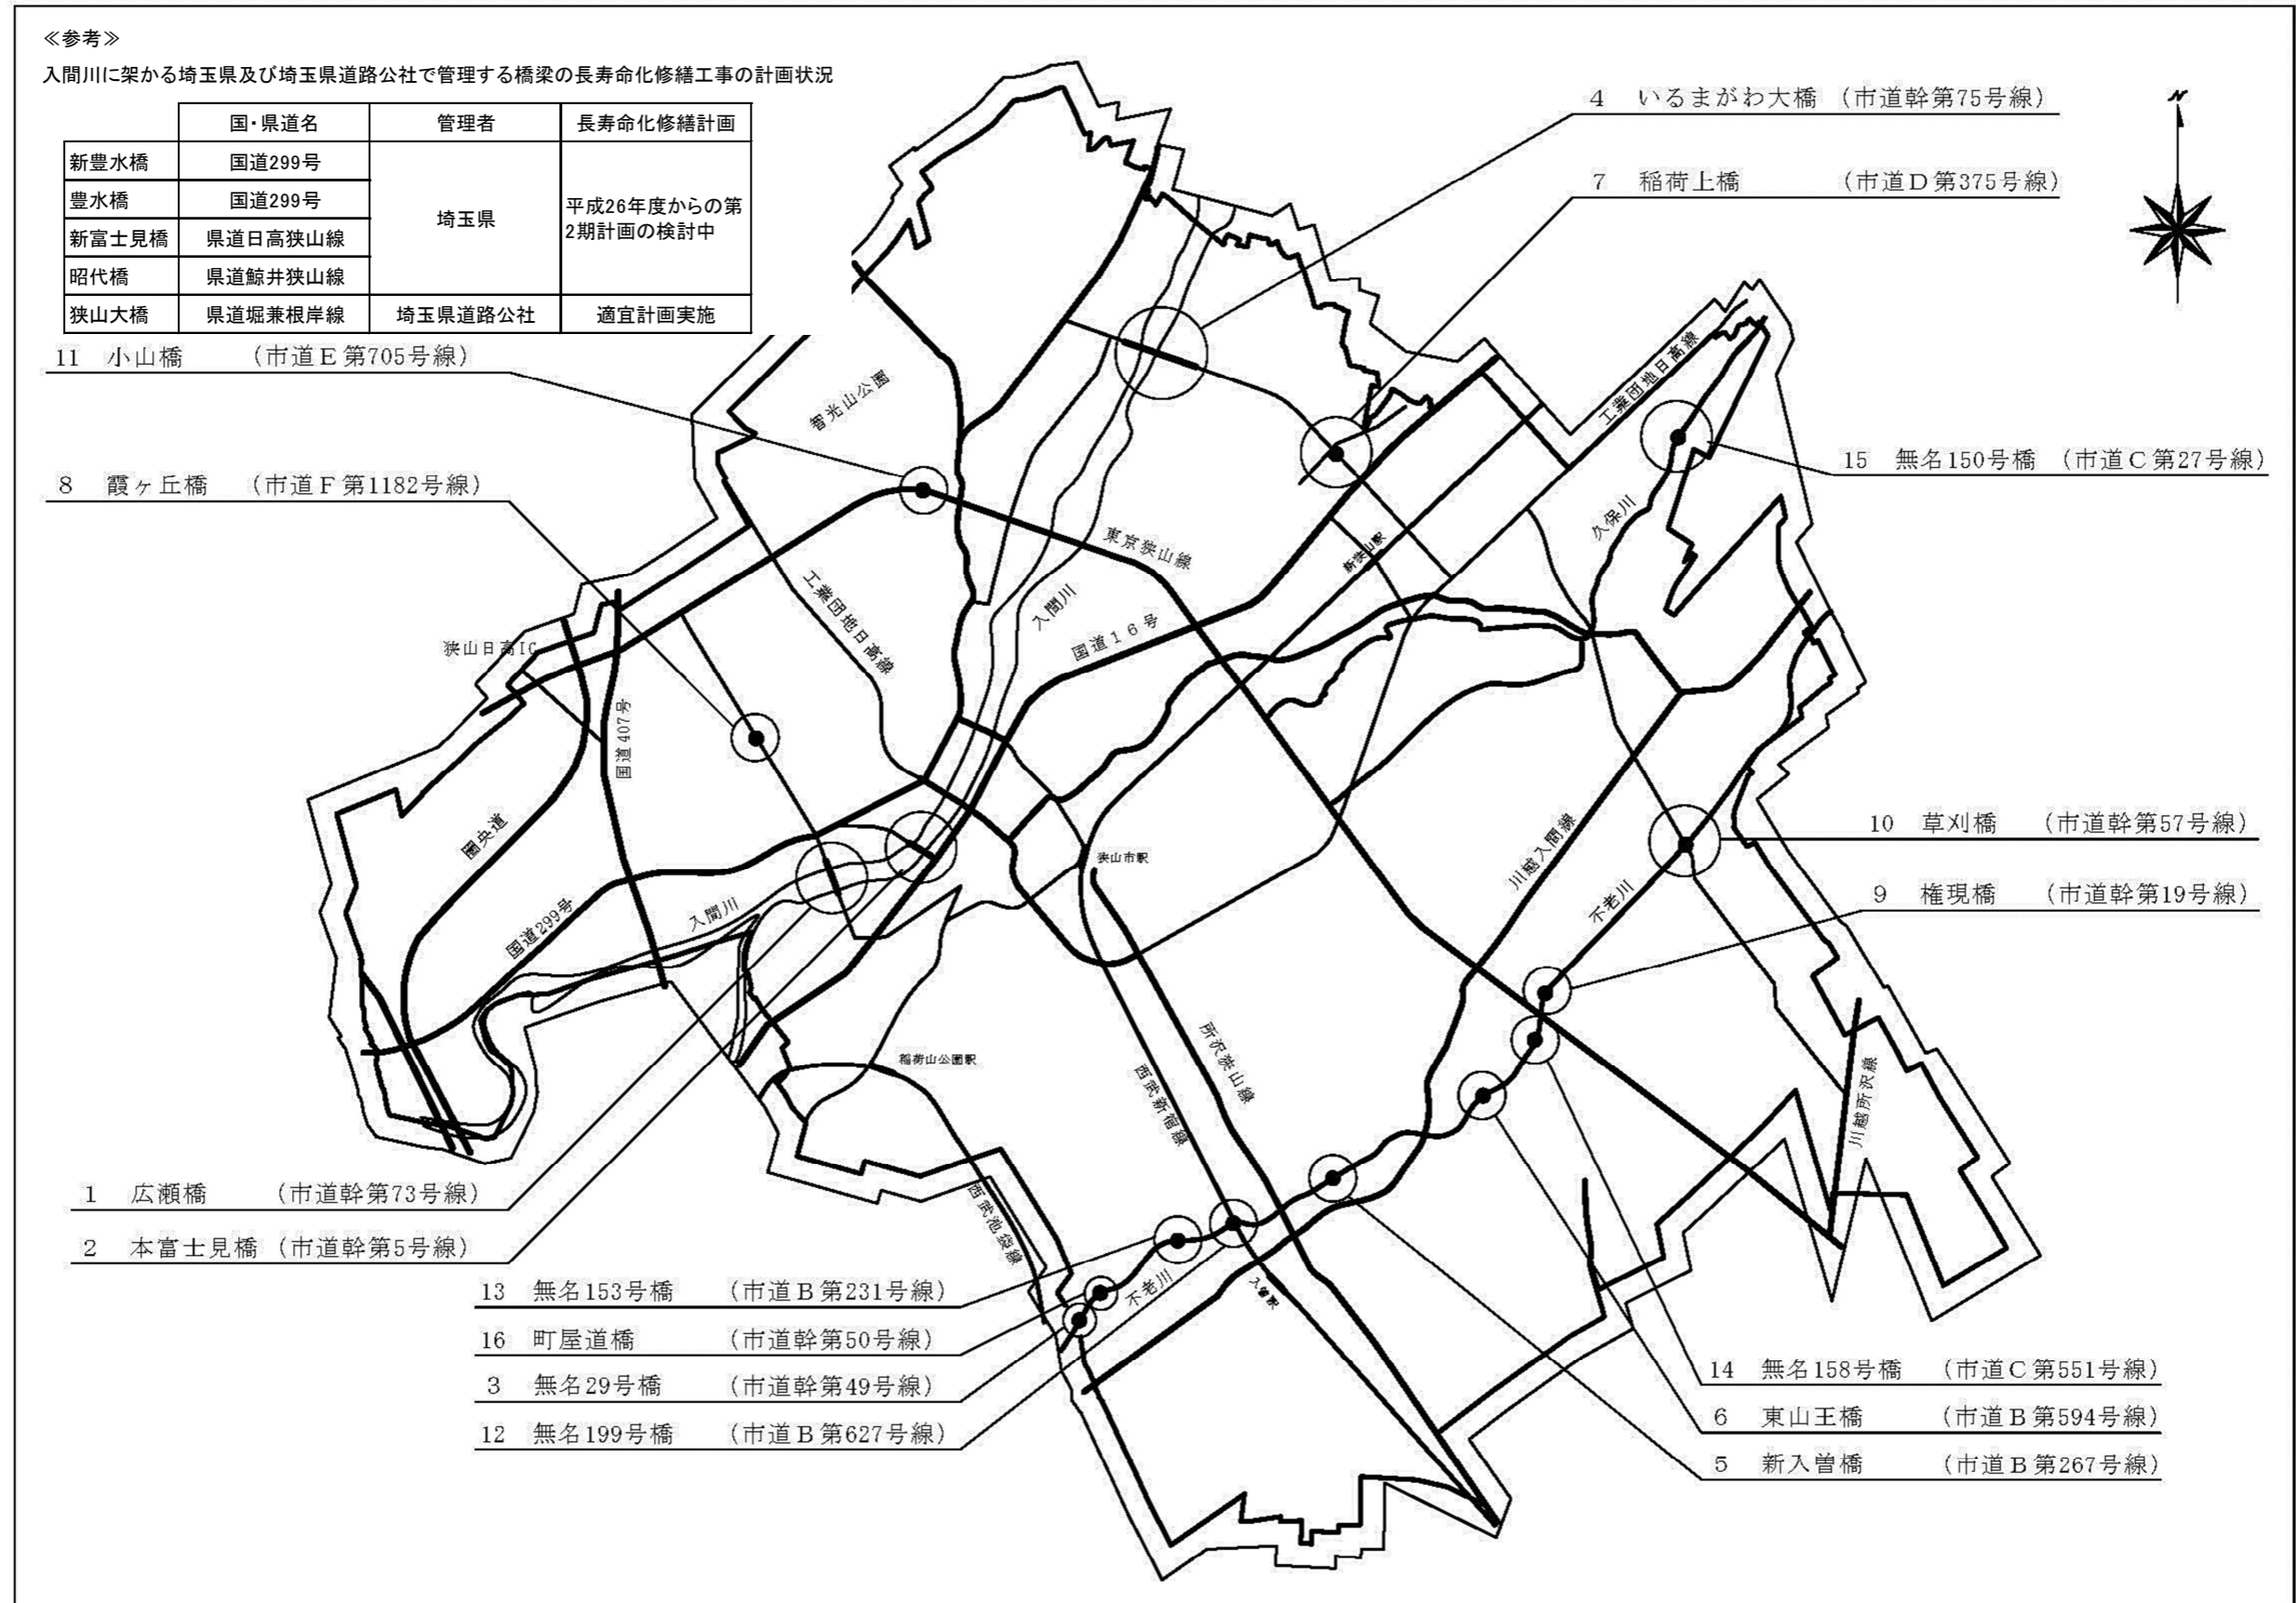 ≪参考≫
入間川に架かる埼玉県及び埼玉県道路公社で管理する橋梁の長寿命化修繕工事の計画状況
国・県道名 管理者 長寿命化修繕計画
新豊水橋 国道299号
豊水橋 国道299号
新富士見橋 県道日高狭山線
昭代橋 県道鯨井狭山線
埼玉県
平成26年度からの第
2期計画の検討中
狭山大橋 県道堀兼根岸線 埼玉県道路公社 適宜計画実施
N
4 いるまがわ大橋 (市道幹第75号線)
7 稲荷上橋 (市道D第375号線)
11 小山橋 (市道E第705号線)
8 霞ヶ丘橋 (市道F第1182号線)
15 無名150号橋 (市道C第27号線)
10 草刈橋 (市道幹第57号線)
9 権現橋 (市道幹第19号線)
1 広瀬橋 (市道幹第73号線)
2 本富士見橋 (市道幹第5号線)
13 無名153号橋 (市道B第231号線)
16 町屋道橋 (市道幹第50号線)
3 無名29号橋 (市道幹第49号線)
12 無名199号橋 (市道B第627号線)
14 無名158号橋 (市道C第551号線)
6 東山王橋 (市道B第594号線)
5 新入曽橋 (市道B第267号線)
智光山公園
工業団地日高線
久保川
東京狭山線
新狭山駅
工業団地日高線
入間川
国道16号
狭山日高IC
国道407号
圏央道
国道299号
入間川
狭山市駅
川越入間線
不老川
稲荷山公園駅
所沢狭山線
西武新宿線
川越所沢線
西武池袋線
不老川
入曽駅